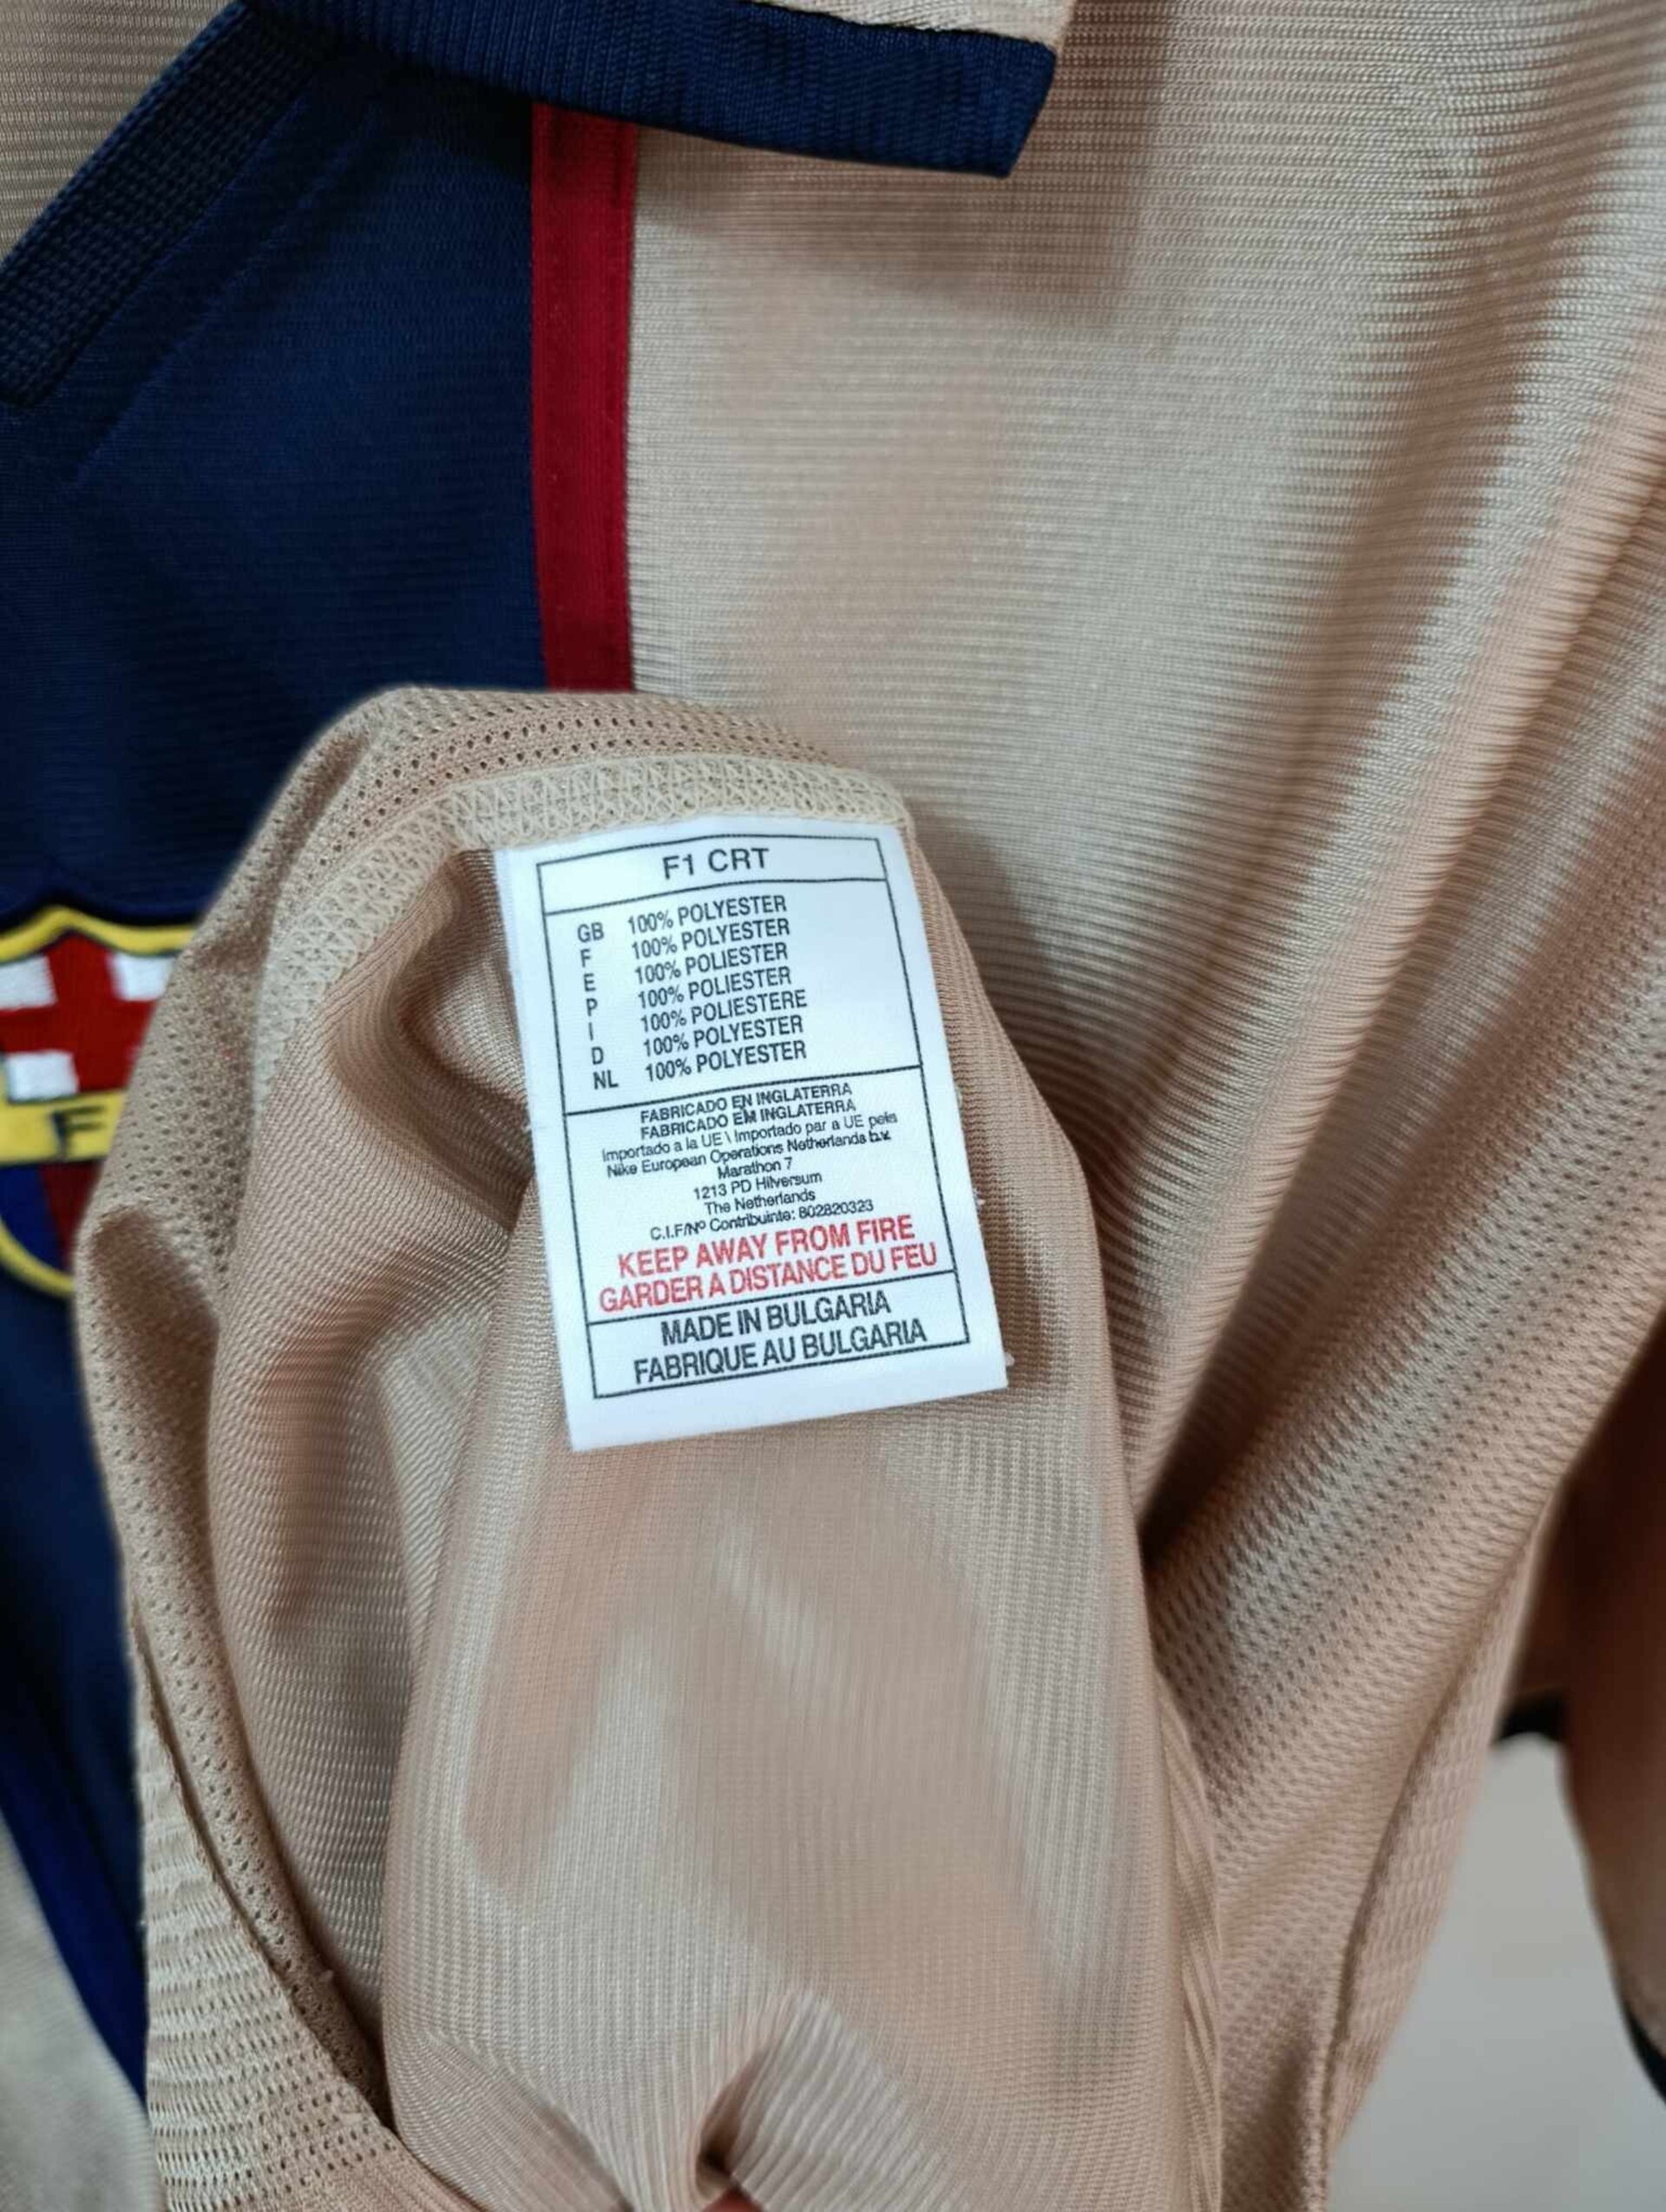 F1 CRT
GB 100% POLYESTER
F 100% POLYESTER
E 100% POLIESTER
P 100% POLIESTER
I 100% POLIESTERE
D 100% POLYESTER
NL 100% POLYESTER
FABRICADO EN INGLATERRA
FABRICADO EM INGLATERRA
Importado a la UE \ Importado par a UE pels
Nike European Operations Netherlands b.v.
Marathon 7
1213 PD Hilversum
The Netherlands
C.I.F/Nº Contribuinte: 802820323
KEEP AWAY FROM FIRE
GARDER A DISTANCE DU FEU
MADE IN BULGARIA
FABRIQUE AU BULGARIA
F